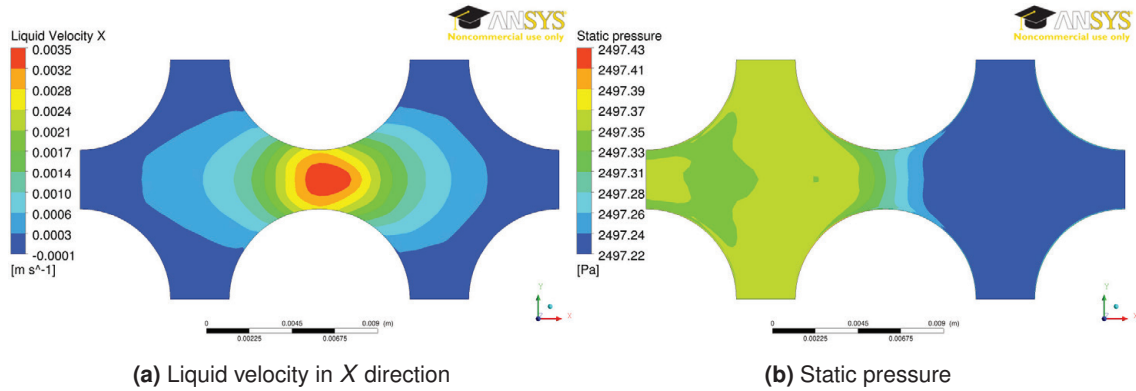 ANSYS
Noncommercial use only
Liquid Velocity X
0.0035
0.0032
0.0028
0.0024
0.0021
0.0017
0.0014
0.0010
0.0006
0.0003
-0.0001
[m s^-1]
0 0.0045 0.009 (m)
0.00225 0.00675
Y
X
Z
(a) Liquid velocity in X direction
ANSYS
Noncommercial use only
Static pressure
2497.43
2497.41
2497.39
2497.37
2497.35
2497.33
2497.31
2497.28
2497.26
2497.24
2497.22
[Pa]
0 0.0045 0.009 (m)
0.00225 0.00675
Y
X
Z
(b) Static pressure